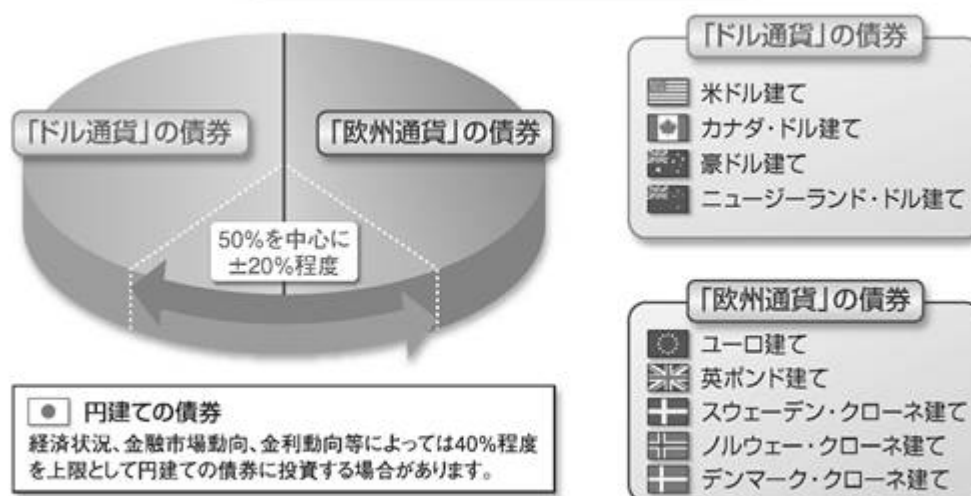 「ドル通貨」の債券
「欧州通貨」の債券
50%を中心に
±20%程度
円建ての債券
経済状況、金融市場動向、金利動向等によっては40%程度
を上限として円建ての債券に投資する場合があります。
「ドル通貨」の債券
米ドル建て
カナダ・ドル建て
豪ドル建て
ニュージーランド・ドル建て
「欧州通貨」の債券
ユーロ建て
英ポンド建て
スウェーデン・クローネ建て
ノルウェー・クローネ建て
デンマーク・クローネ建て